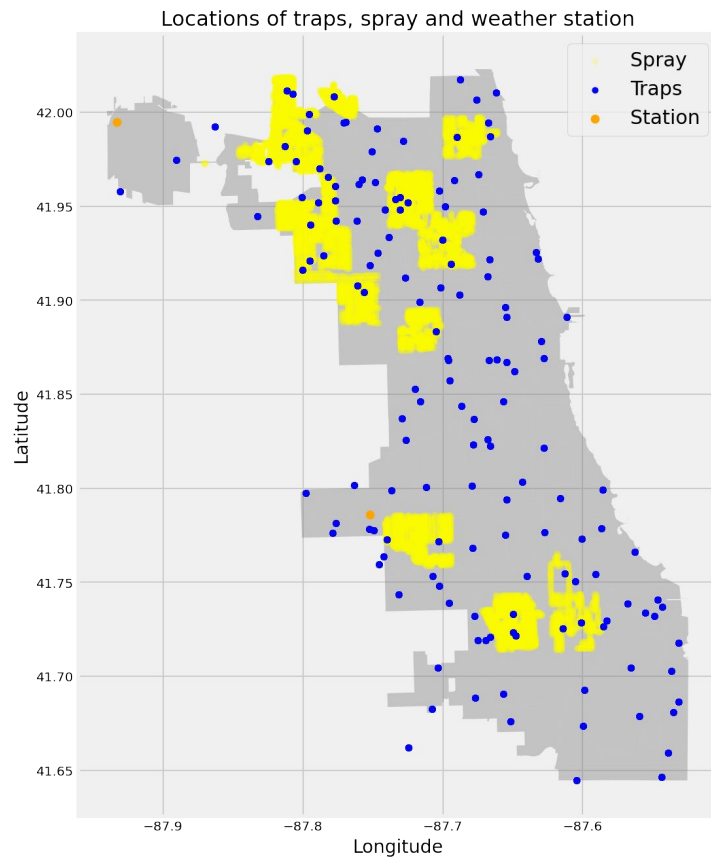 Locations of traps, spray and weather station
Spray
Traps
Station
42.00
41.95
41.90
41.85
41.80
41.75
41.70
41.65
Latitude
−87.9
−87.8
−87.7
−87.6
Longitude